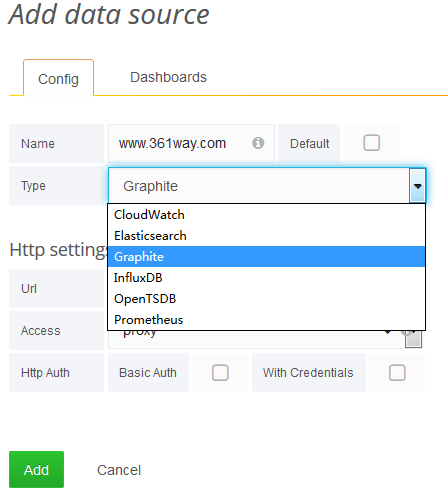 Add data source
Config Dashboards
Name www.361way.com Default
Type Graphite
CloudWatch
Elasticsearch
Graphite
InfluxDB
OpenTSDB
Prometheus
Http settings
Url
Access proxy
Http Auth Basic Auth With Credentials
Add Cancel